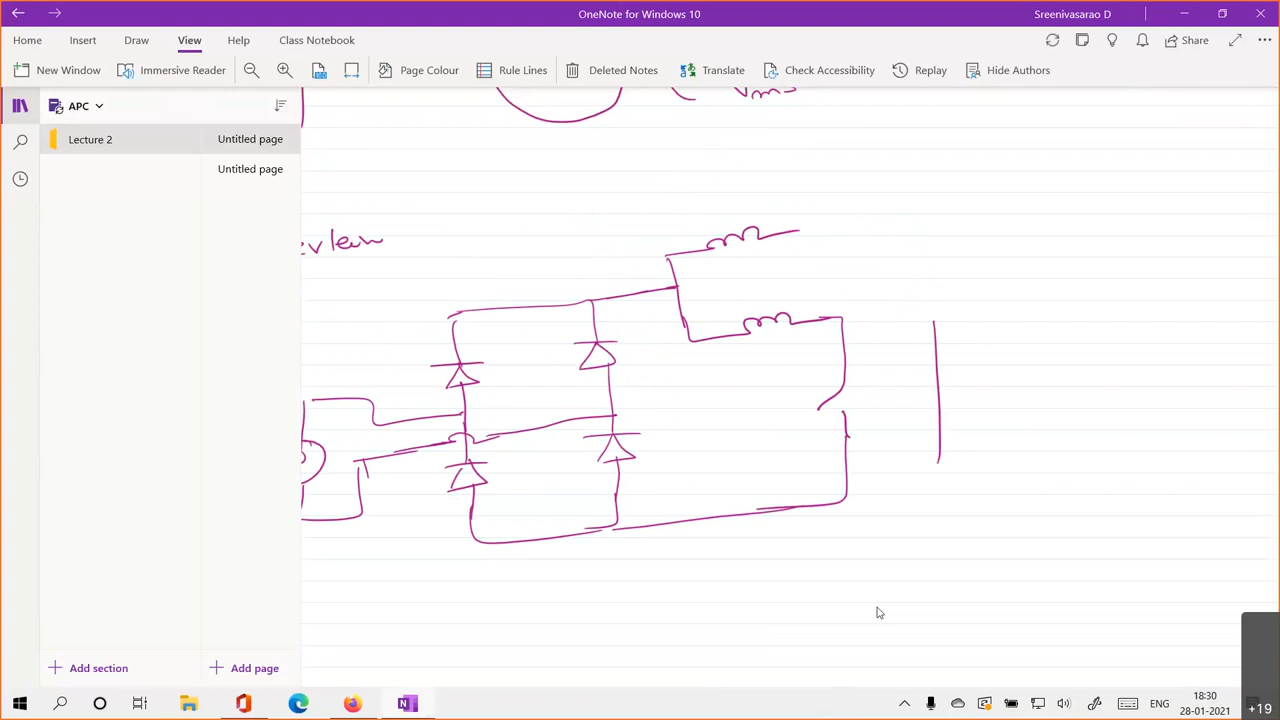 OneNote for Windows 10
Sreenivasarao D
Home Insert Draw View Help Class Notebook
Share
New Window Immersive Reader Page Colour Rule Lines Deleted Notes Translate Check Accessibility Replay Hide Authors
APC
Lecture 2
Untitled page
Untitled page
Add section
Add page
ENG
18:30
28-01-2021
+19